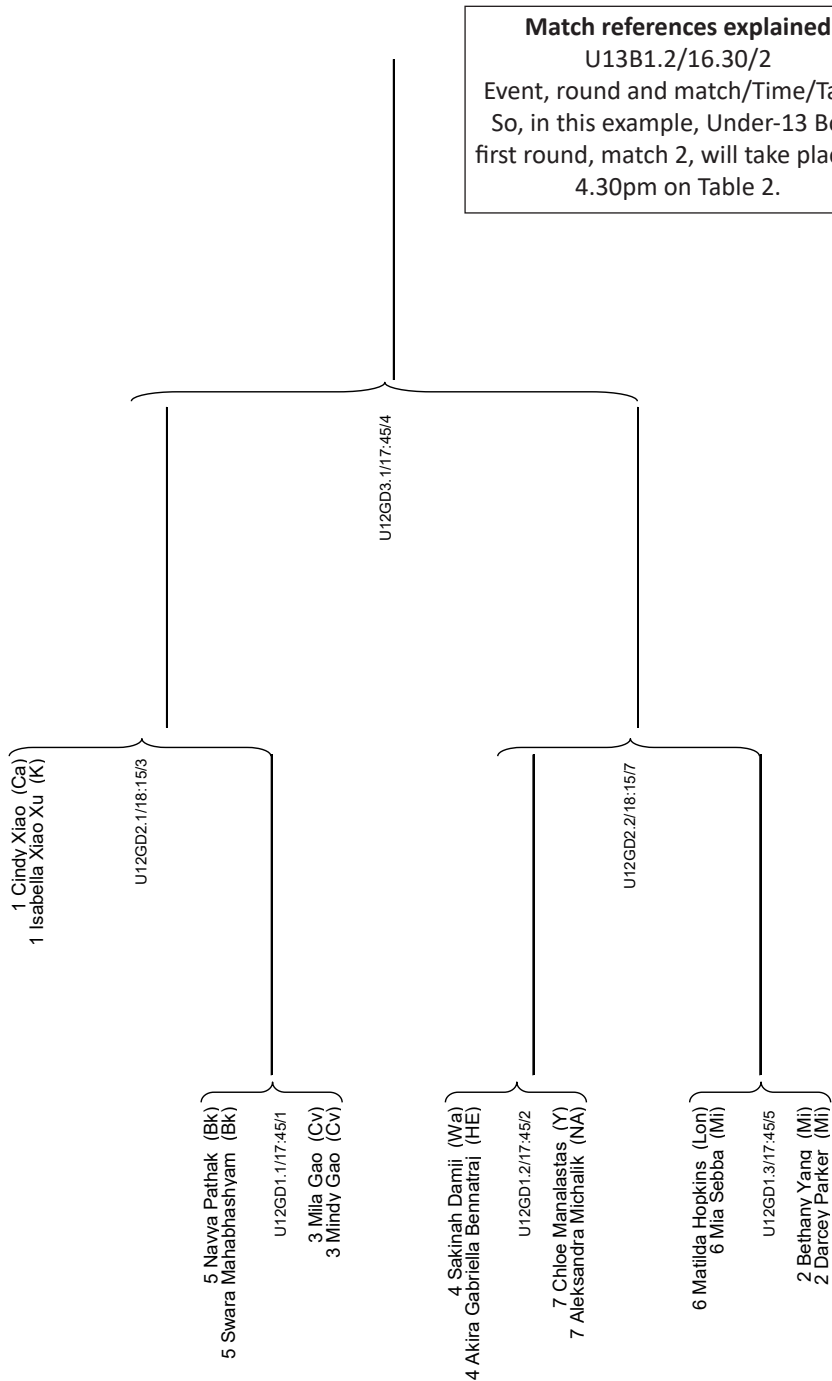 Match references explained
U13B1.2/16.30/2
Event, round and match/Time/
So, in this example, Under-13
first round, match 2, will take
4.30pm on Table 2.
U12GD3.1/17:45/4
1 Cindy Xiao (Ca)
1 Isabella Xiao Xu (K)
U12GD2.1/18:15/3
U12GD2.2/18:15/7
5 Navya Pathak (Bk)
5 Swara Mahabhashyam (Bk)
U12GD1.1/17:45/1
3 Mila Gao (Cv)
3 Mindy Gao (Cv)
4 Sakinah Damji (Wa)
4 Akira Gabriella Bennatraj (HE)
U12GD1.2/17:45/2
7 Chloe Manalastas (Y)
7 Aleksandra Michalik (NA)
6 Matilda Hopkins (Lon)
6 Mia Sebba (Mi)
U12GD1.3/17:45/5
2 Bethany Yang (Mi)
2 Darcey Parker (Mi)